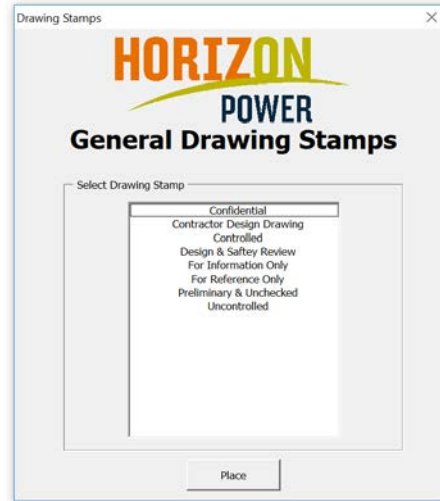 Drawing Stamps
HORIZON
POWER
General Drawing Stamps
Select Drawing Stamp
Confidential
Contractor Design Drawing
Controlled
Design & Saftey Review
For Information Only
For Reference Only
Preliminary & Unchecked
Uncontrolled
Place